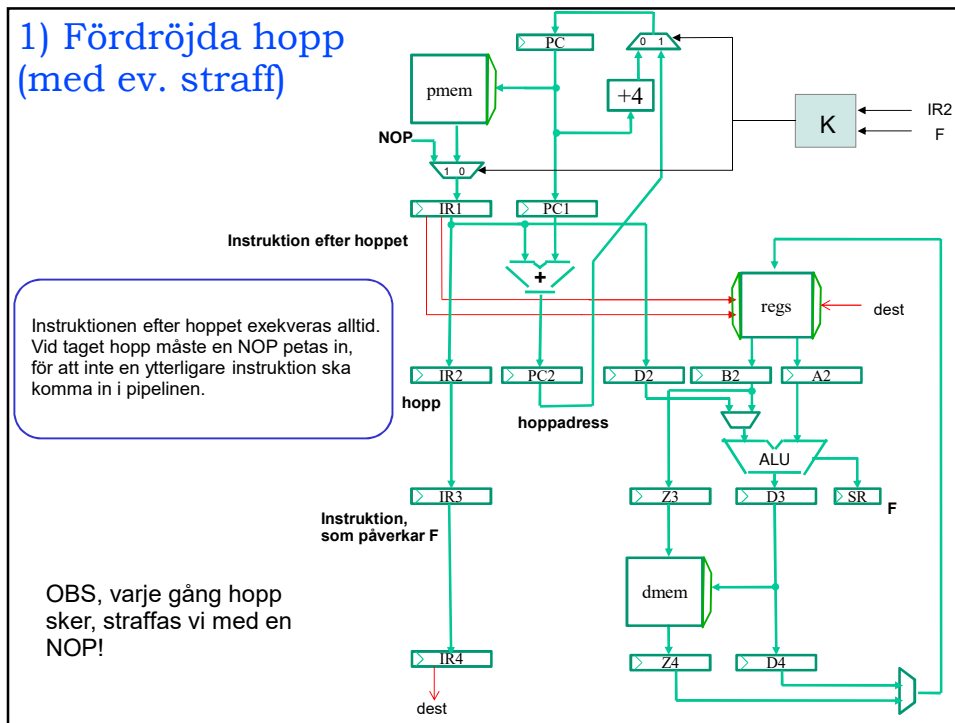 1) Fördröjda hopp
(med ev. straff)
PC
0 1
pmem
+4
K
IR2
F
NOP
1 0
IR1
PC1
Instruktion efter hoppet
+
regs
dest
Instruktionen efter hoppet exekveras alltid.
Vid taget hopp måste en NOP petas in,
för att inte en ytterligare instruktion ska
komma in i pipelinen.
IR2
PC2
D2
B2
A2
hopp
hoppadress
ALU
IR3
Z3
D3
SR
F
Instruktion,
som påverkar F
dmem
OBS, varje gång hopp
sker, straffas vi med en
NOP!
IR4
Z4
D4
dest